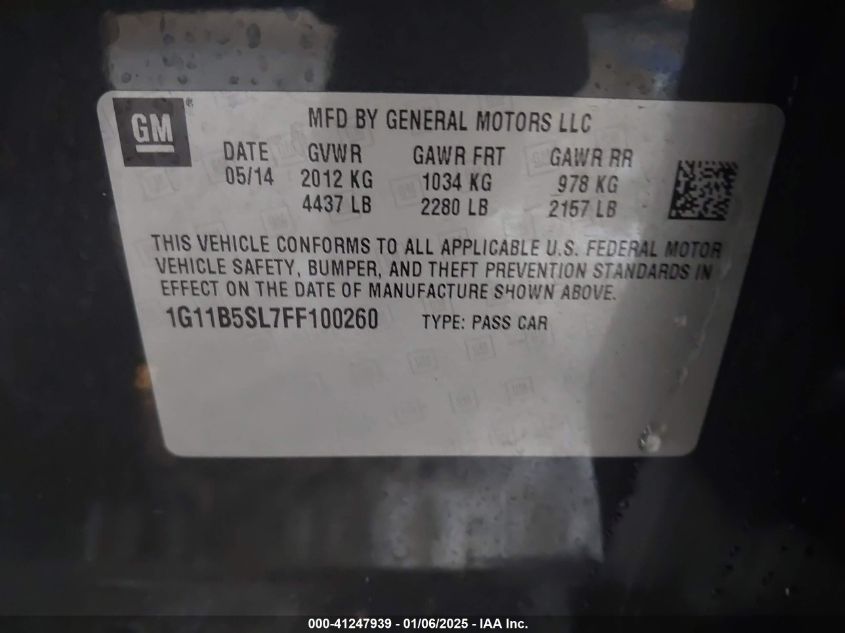 GM ®
MFD BY GENERAL MOTORS LLC
DATE GVWR GAWR FRT GAWR RR
05/14 2012 KG 1034 KG 978 KG
4437 LB 2280 LB 2157 LB
THIS VEHICLE CONFORMS TO ALL APPLICABLE U.S. FEDERAL MOTOR
VEHICLE SAFETY, BUMPER, AND THEFT PREVENTION STANDARDS IN
EFFECT ON THE DATE OF MANUFACTURE SHOWN ABOVE.
1G11B5SL7FF100260 TYPE: PASS CAR
000-41247939 - 01/06/2025 - IAA Inc.